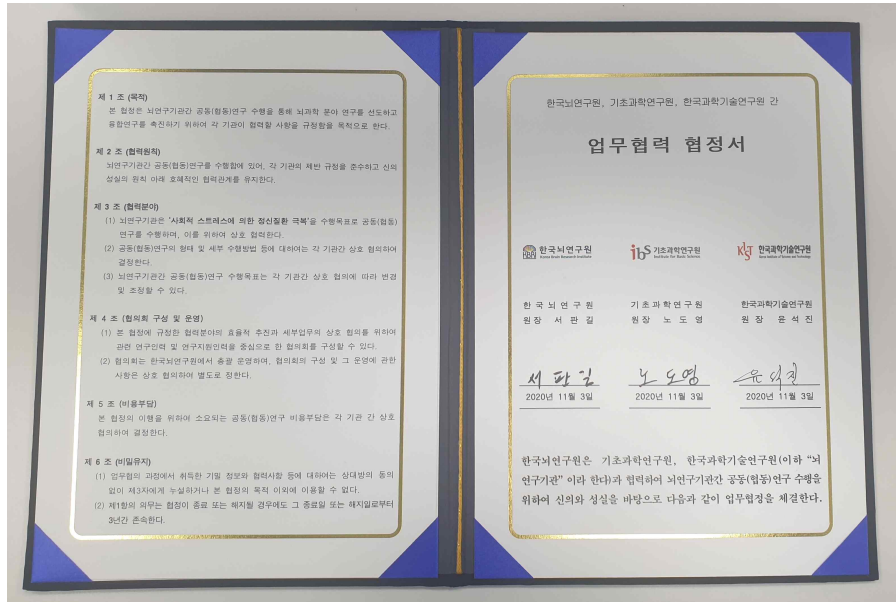 제 1 조 (목적)
본 협정은 뇌연구기관간 공동(협동)연구 수행을 통해 뇌과학 분야 연구를 선도하고
융합연구를 촉진하기 위하여 각 기관이 협력할 사항을 규정함을 목적으로 한다.
제 2 조 (협력원칙)
뇌연구기관간 공동(협동)연구를 수행함에 있어, 각 기관의 제반 규정을 준수하고 신의
성실의 원칙 아래 호혜적인 협력관계를 유지한다.
제 3 조 (협력분야)
(1) 뇌연구기관은 '사회적 스트레스에 의한 정신질환 극복'을 수행목표로 공동(협동)
연구를 수행하며, 이를 위하여 상호 협력한다.
(2) 공동(협동)연구의 형태 및 세부 수행방법 등에 대하여는 각 기관간 상호 협의하여
결정한다.
(3) 뇌연구기관간 공동(협동)연구 수행목표는 각 기관간 상호 협의에 따라 변경
및 조정할 수 있다.
제 4 조 (협의회 구성 및 운영)
(1) 본 협정에 규정한 협력분야의 효율적 추진과 세부업무의 상호 협의를 위하여
관련 연구인력 및 연구지원인력을 중심으로 한 협의회를 구성할 수 있다.
(2) 협의회는 한국뇌연구원에서 총괄 운영하며, 협의회의 구성 및 그 운영에 관한
사항은 상호 협의하여 별도로 정한다.
제 5 조 (비용부담)
본 협정의 이행을 위하여 소요되는 공동(협동)연구 비용부담은 각 기관 간 상호
협의하여 결정한다.
제 6 조 (비밀유지)
(1) 업무협의 과정에서 취득한 기밀 정보와 협력사항 등에 대하여는 상대방의 동의
없이 제3자에게 누설하거나 본 협정의 목적 이외에 이용할 수 없다.
(2) 제1항의 의무는 협정이 종료 또는 해지될 경우에도 그 종료일 또는 해지일로부터
3년간 존속한다.
한국뇌연구원, 기초과학연구원, 한국과학기술연구원 간
업무협력 협정서
한국뇌연구원 ibS 기초과학연구원 KIST 한국과학기술연구원
Korea Brain Research Institute Institute for Basic Science Korea Institute of Science and Technology
한국뇌연구원 기초과학연구원 한국과학기술연구원
원장 서판길 원장 노도영 원장 윤석진
서판길 노도영 윤석진
2020년 11월 3일 2020년 11월 3일 2020년 11월 3일
한국뇌연구원은 기초과학연구원, 한국과학기술연구원(이하 "뇌
연구기관" 이라 한다)과 협력하여 뇌연구기관간 공동(협동)연구 수행을
위하여 신의와 성실을 바탕으로 다음과 같이 업무협정을 체결한다.